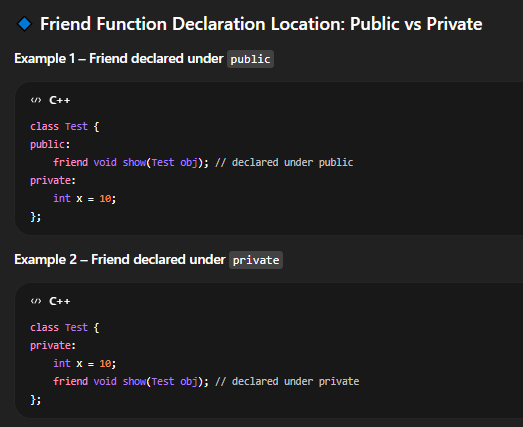 Friend Function Declaration Location: Public vs Private
Example 1 – Friend declared under public
</> C++
class Test {
public:
    friend void show(Test obj); // declared under public
private:
    int x = 10;
};
Example 2 – Friend declared under private
</> C++
class Test {
private:
    int x = 10;
    friend void show(Test obj); // declared under private
};